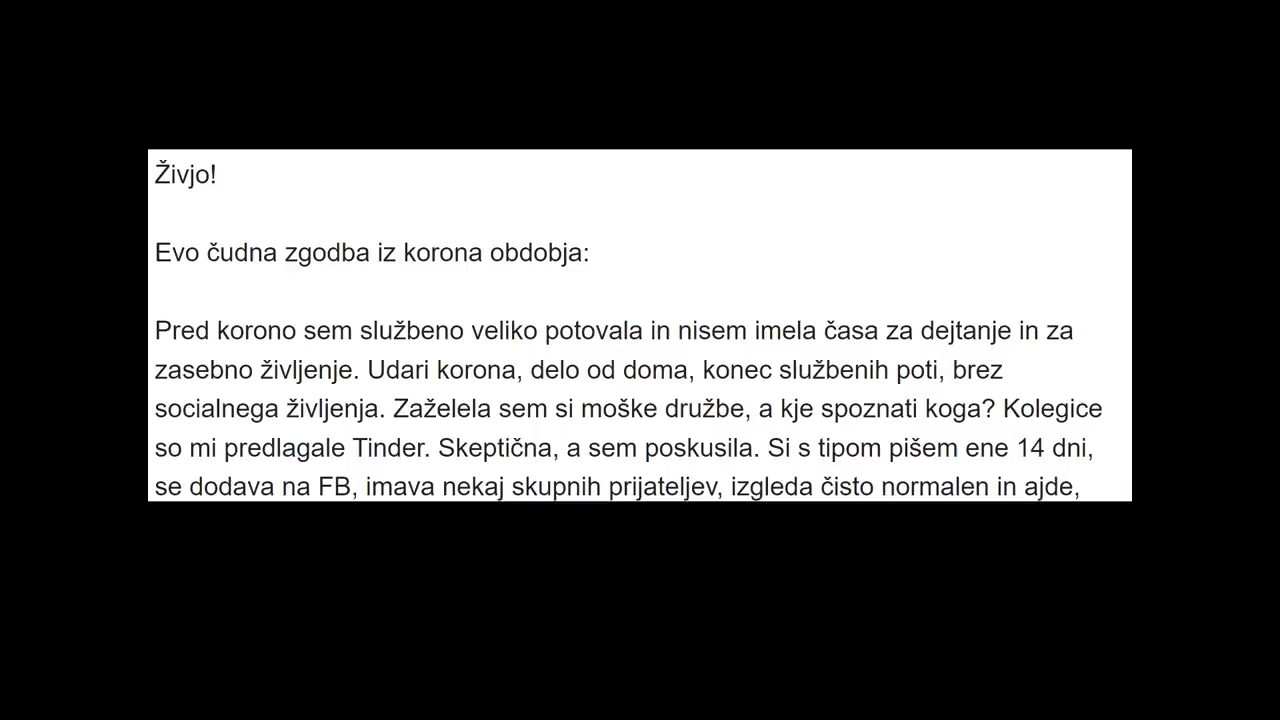 Živjo!
Evo čudna zgodba iz korona obdobja:
Pred korono sem službeno veliko potovala in nisem imela časa za dejtanje in za
zasebno življenje. Udari korona, delo od doma, konec službenih poti, brez
socialnega življenja. Zaželela sem si moške družbe, a kje spoznati koga? Kolegice
so mi predlagale Tinder. Skeptična, a sem poskusila. Si s tipom pišem ene 14 dni,
se dodava na FB, imava nekaj skupnih prijateljev, izgleda čisto normalen in ajde,